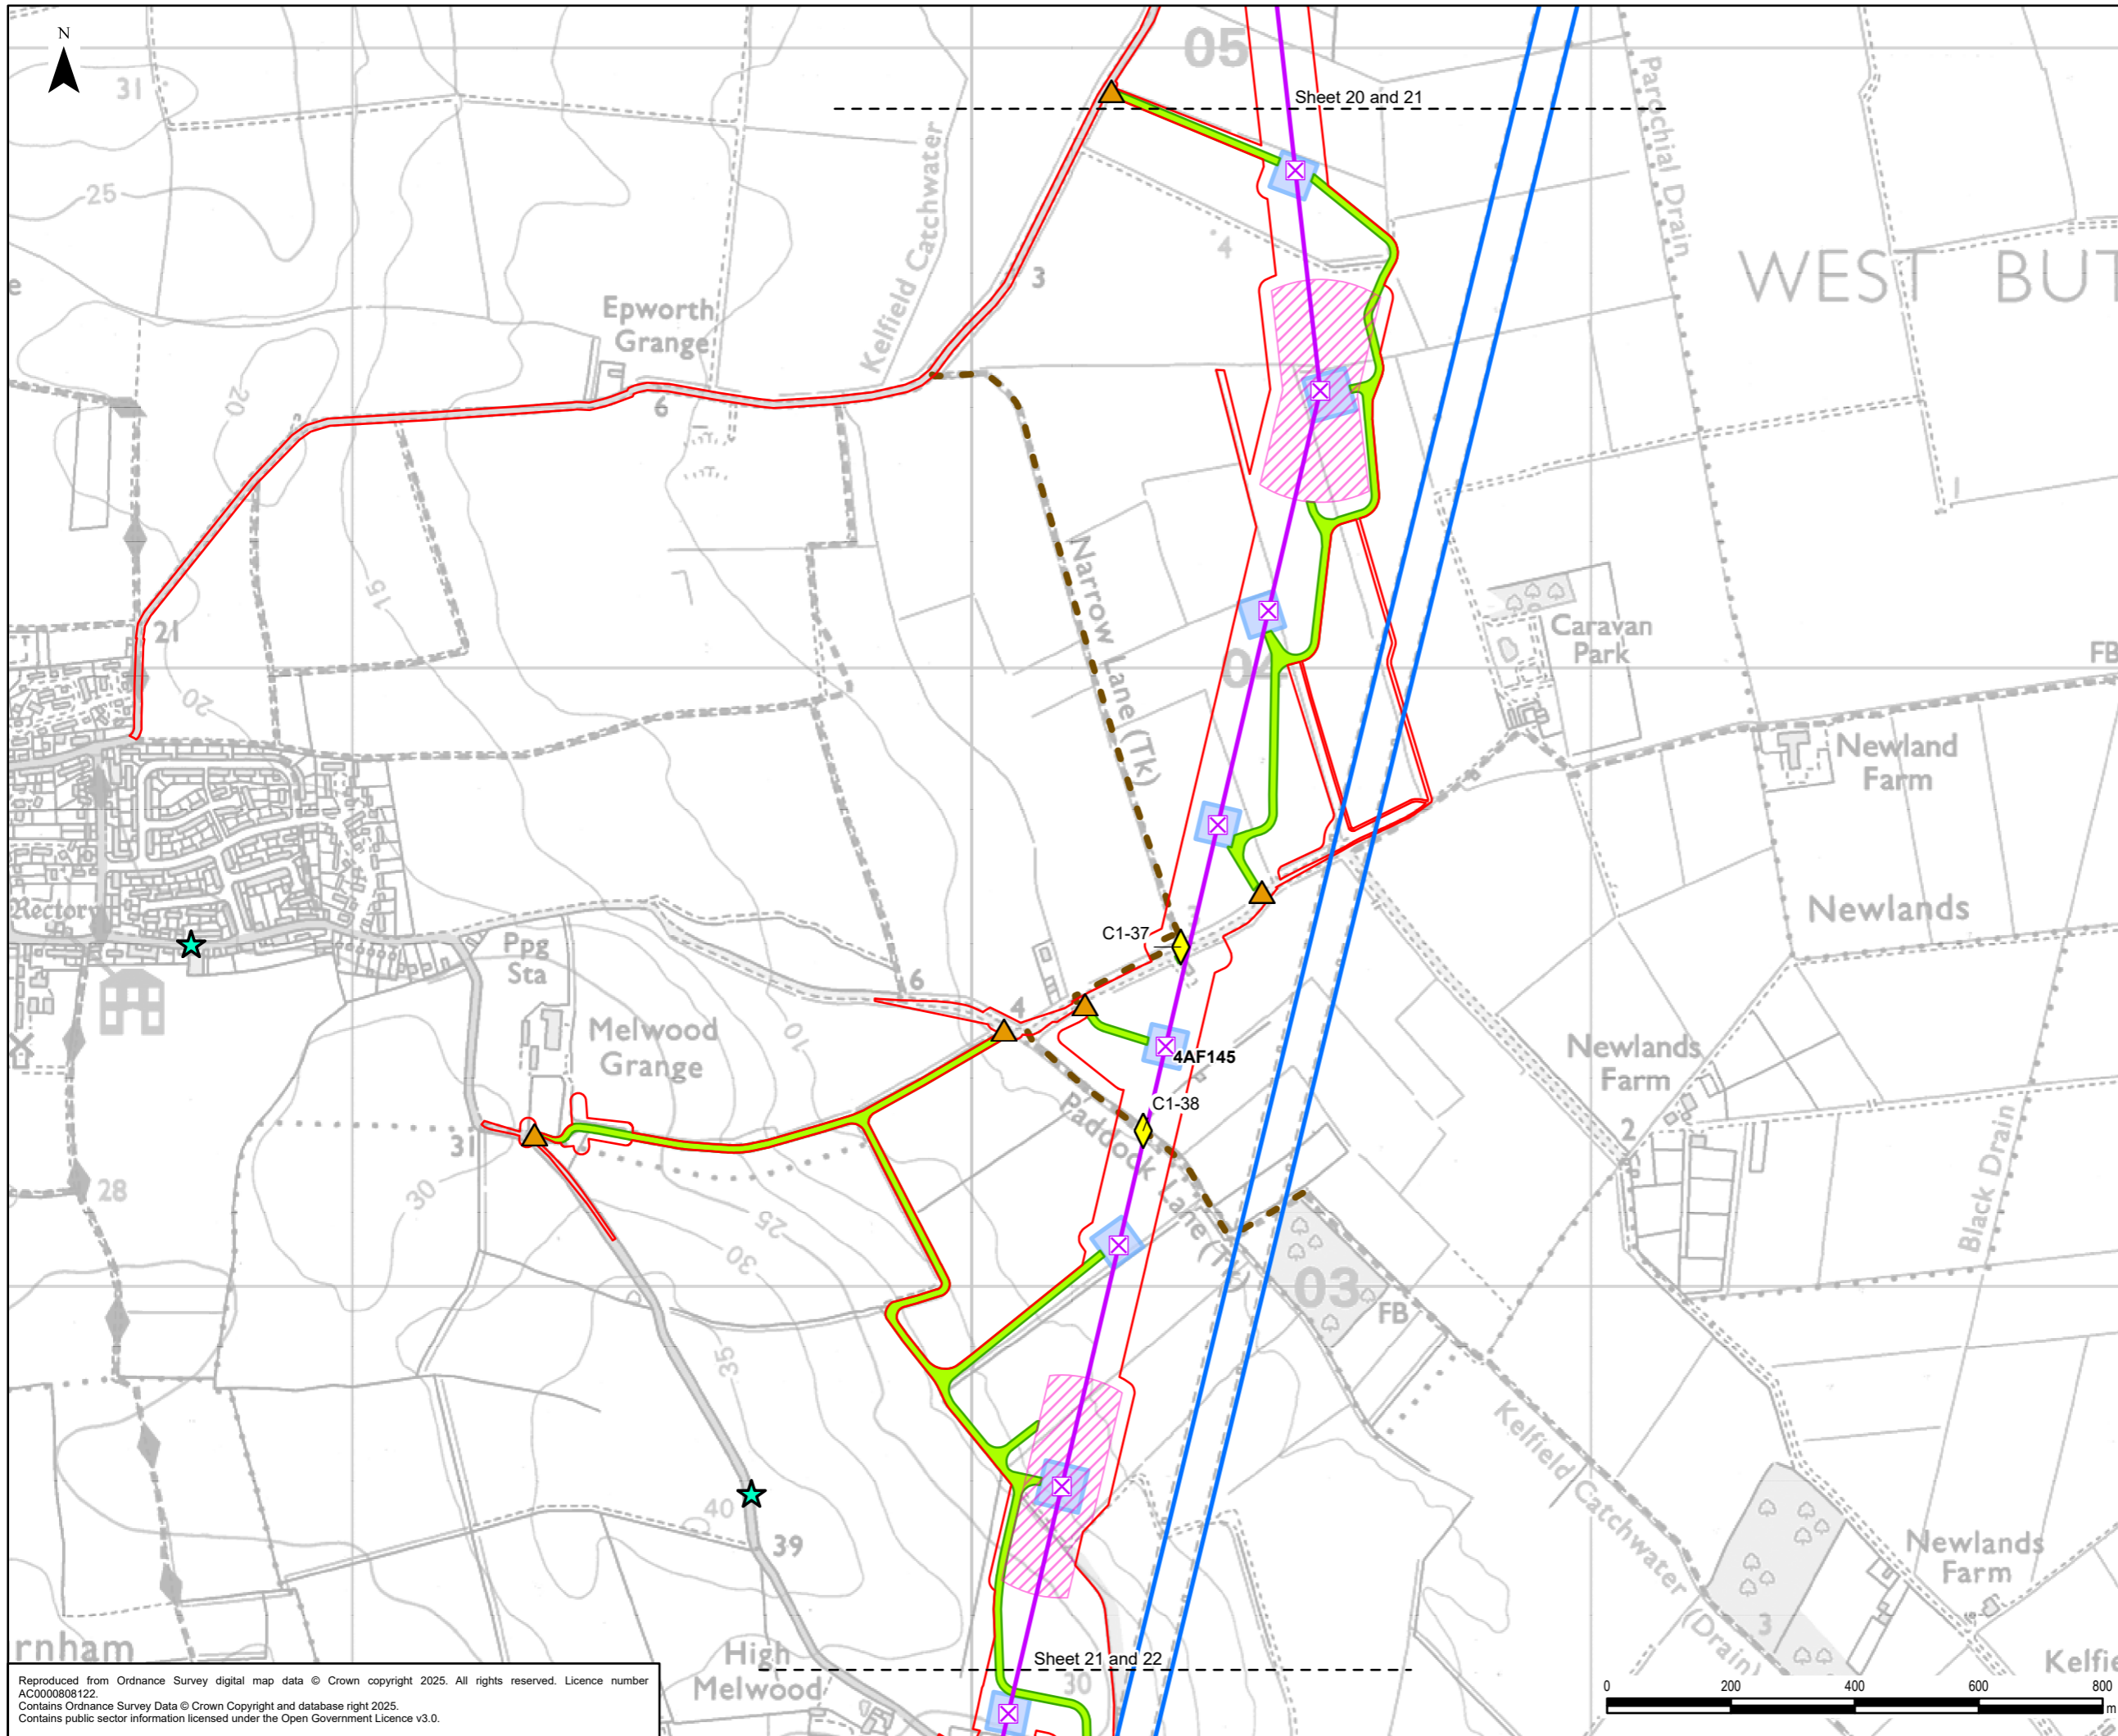 N
05
Sheet 20 and 21
31
Parochial Drain
25
Kelfield Catchwater
4
WEST BUT
e
3
Epworth
Grange
20
6
1
15
Narrow Lane (Tk)
21
Caravan
Park
04
FB
20
Newland
Farm
Rectory
Newlands
C1-37
Ppg
Sta
6
4
10
Melwood
Grange
4AF145
Newlands
Farm
C1-38
Paddock Lane (Tk)
2
31
28
30
25
30
Black Drain
03
FB
35
Kelfield Catchwater (Drain)
40
39
Newlands
Farm
3
rnham
High
Melwood
Sheet 21 and 22
30
Kelfie
Reproduced from Ordnance Survey digital map data © Crown copyright 2025. All rights reserved. Licence number
AC0000808122.
Contains Ordnance Survey Data © Crown Copyright and database right 2025.
Contains public sector information licensed under the Open Government Licence v3.0.
0 200 400 600 800
m